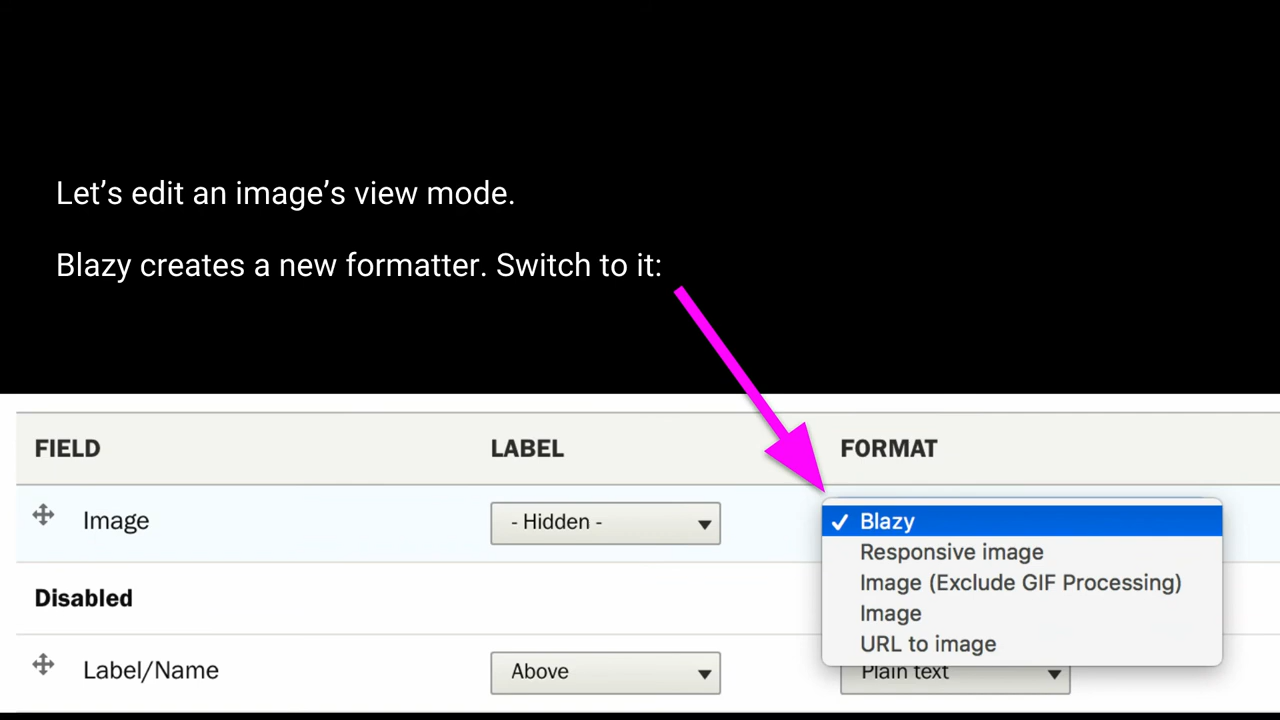 Let’s edit an image’s view mode.
Blazy creates a new formatter. Switch to it:
FIELD LABEL FORMAT
Image - Hidden - ✓ Blazy
Responsive image
Image (Exclude GIF Processing)
Disabled
Image
URL to image
Label/Name Above Plain text